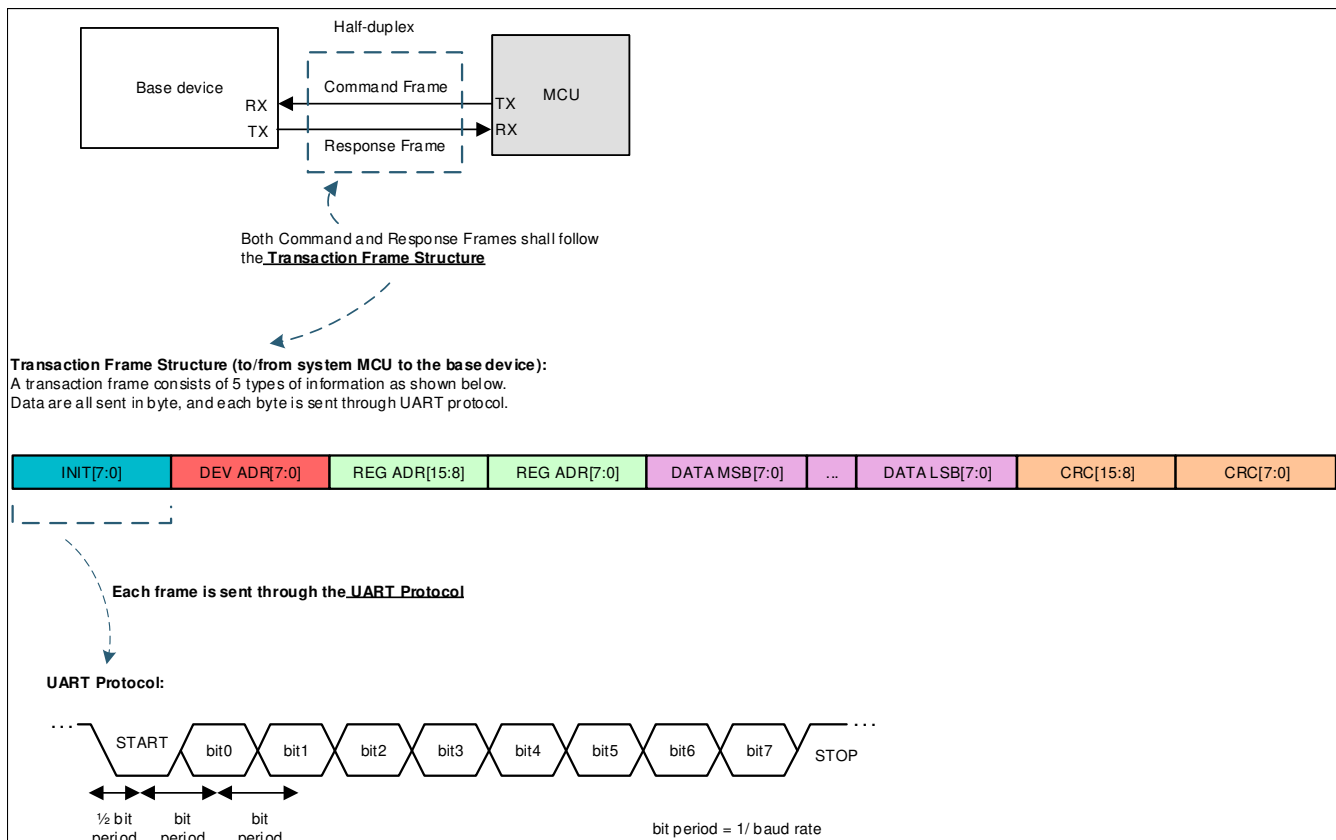 Half-duplex
Base device
Command Frame
MCU
RX
TX
TX
RX
Response Frame
Both Command and Response Frames shall follow
the Transaction Frame Structure
Transaction Frame Structure (to/from system MCU to the base device):
A transaction frame consists of 5 types of information as shown below.
Data are all sent in byte, and each byte is sent through UART protocol.
INIT[7:0] DEV ADR[7:0] REG ADR[15:8] REG ADR[7:0] DATA MSB[7:0] ... DATA LSB[7:0] CRC[15:8] CRC[7:0]
Each frame is sent through the UART Protocol
UART Protocol:
... START bit0 bit1 bit2 bit3 bit4 bit5 bit6 bit7 STOP ...
½ bit period
bit period
bit period
bit period = 1/ baud rate